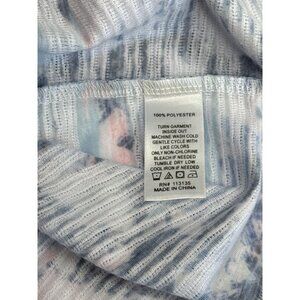 100% POLYESTER
TURN GARMENT
INSIDE OUT
MACHINE WASH COLD
GENTLE CYCLE WITH
LIKE COLORS
ONLY NON-CHLORINE
BLEACH IF NEEDED
TUMBLE DRY LOW
COOL IRON IF NEEDED
RN# 113135
MADE IN CHINA